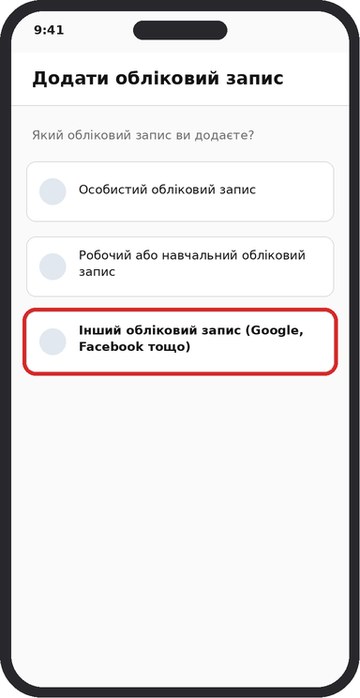 9:41
Додати обліковий запис
Який обліковий запис ви додаєте?
Особистий обліковий запис
Робочий або навчальний обліковий
запис
Інший обліковий запис (Google,
Facebook тощо)